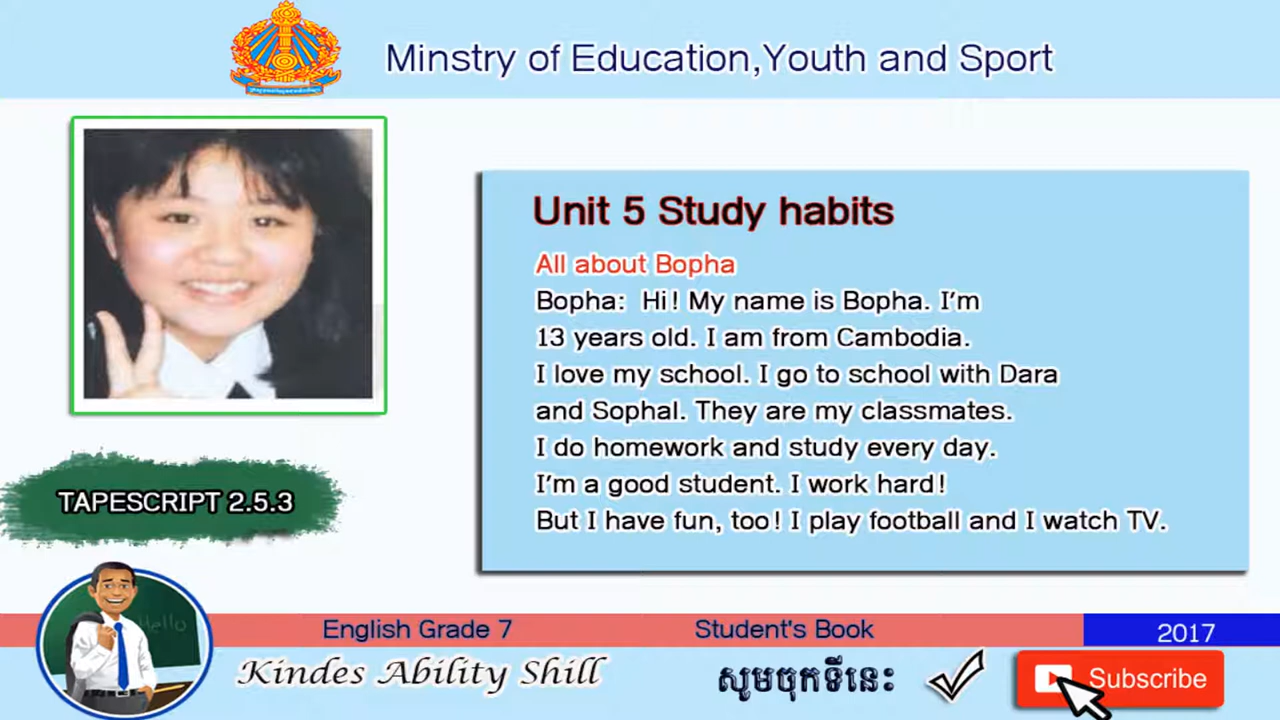 Minstry of Education,Youth and Sport
Unit 5 Study habits
All about Bopha
Bopha: Hi! My name is Bopha. I'm
13 years old. I am from Cambodia.
I love my school. I go to school with Dara
and Sophal. They are my classmates.
I do homework and study every day.
I'm a good student. I work hard!
But I have fun, too! I play football and I watch TV.
TAPESCRIPT 2.5.3
Hello
English Grade 7
Student's Book
2017
Kindes Ability Shill
សូមចុកទីនេះ
Subscribe